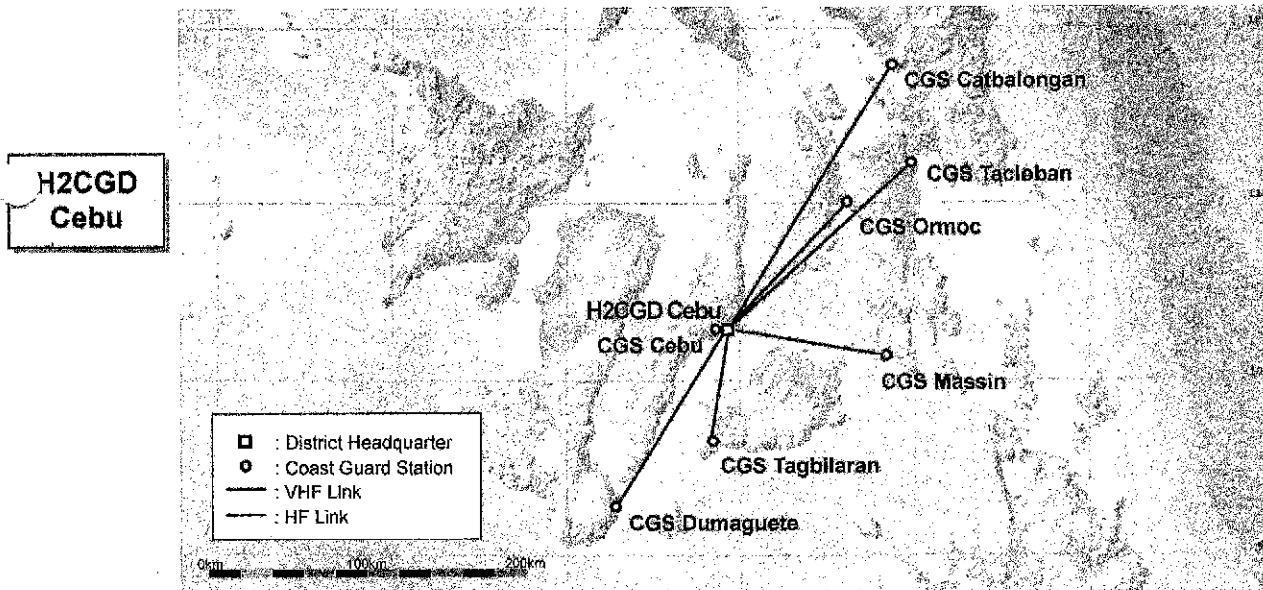 H2CGD
Cebu
CGS Catbalongan
CGS Tacloban
CGS Ormoc
H2CGD Cebu
CGS Cebu
CGS Massin
CGS Tagbilaran
CGS Dumaguete
: District Headquarter
: Coast Guard Station
: VHF Link
: HF Link
0km
100km
200km